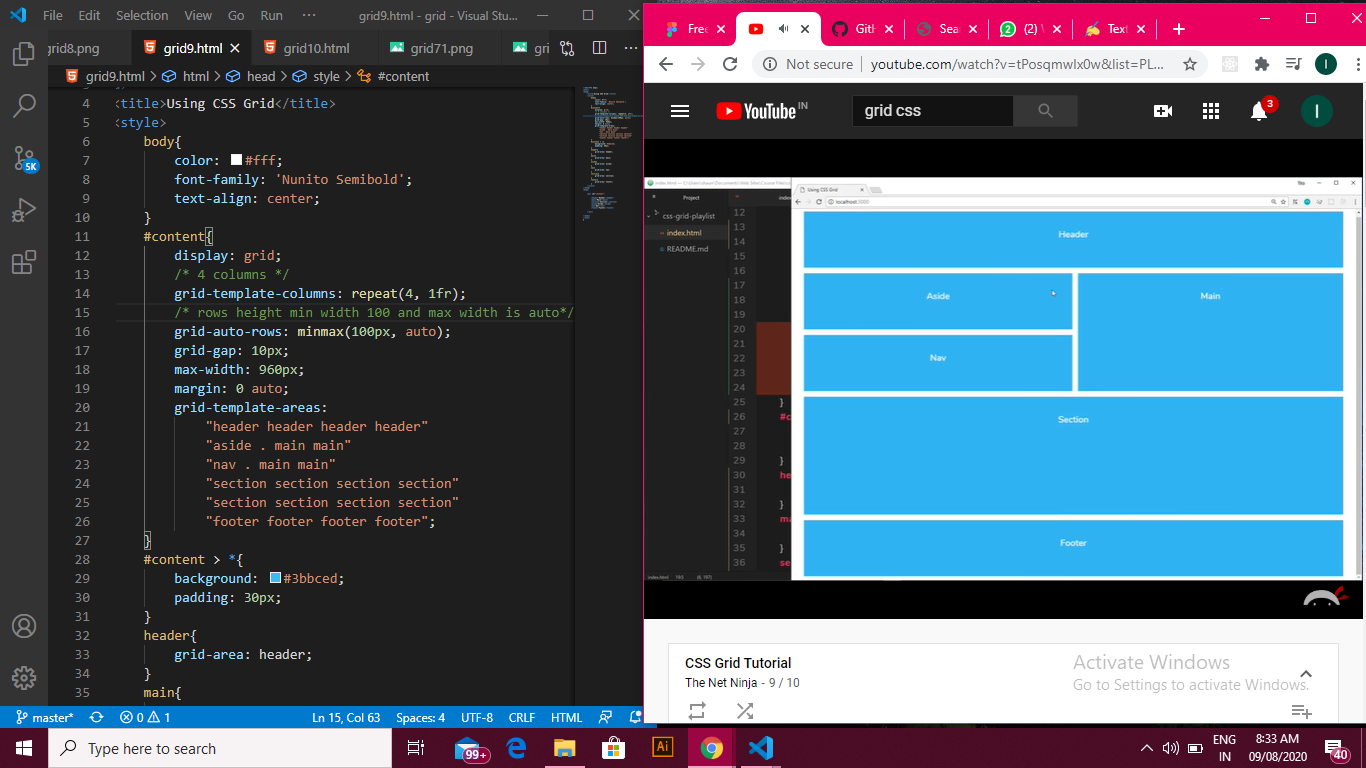 File Edit Selection View Go Run ··· grid9.html - grid - Visual Stu...
grid8.png grid9.html grid10.html grid71.png gri
grid9.html > html > head > style > #content
4 <title>Using CSS Grid</title>
5 <style>
6 body{
7 color: #fff;
8 font-family: 'Nunito Semibold';
9 text-align: center;
10 }
11 #content{
12 display: grid;
13 /* 4 columns */
14 grid-template-columns: repeat(4, 1fr);
15 /* rows height min width 100 and max width is auto*/
16 grid-auto-rows: minmax(100px, auto);
17 grid-gap: 10px;
18 max-width: 960px;
19 margin: 0 auto;
20 grid-template-areas:
21 "header header header header"
22 "aside . main main"
23 "nav . main main"
24 "section section section section"
25 "section section section section"
26 "footer footer footer footer";
27 }
28 #content > *{
29 background: #3bbced;
30 padding: 30px;
31 }
32 header{
33 grid-area: header;
34 }
35 main{
5K
master* 0 1 Ln 15, Col 63 Spaces: 4 UTF-8 CRLF HTML
Free GitH Sea 2 (2) W Text
Not secure youtube.com/watch?v=tPosqmwlx0w&list=PL... I
YouTube IN grid css 3 I
Project
css-grid-playlist
index.html
README.md
Using CSS Grid
localhost:3000
12
13
14
15
16
17
18
19
20
21
22
23
24
25 }
26 #c
27
28
29 }
30 he
31
32 }
33 ma
34
35 }
36 se
Header
Aside
Main
Nav
Section
Footer
CSS Grid Tutorial
The Net Ninja - 9 / 10
Activate Windows
Go to Settings to activate Windows.
Type here to search
99+
Ai
ENG
IN
8:33 AM
09/08/2020
40